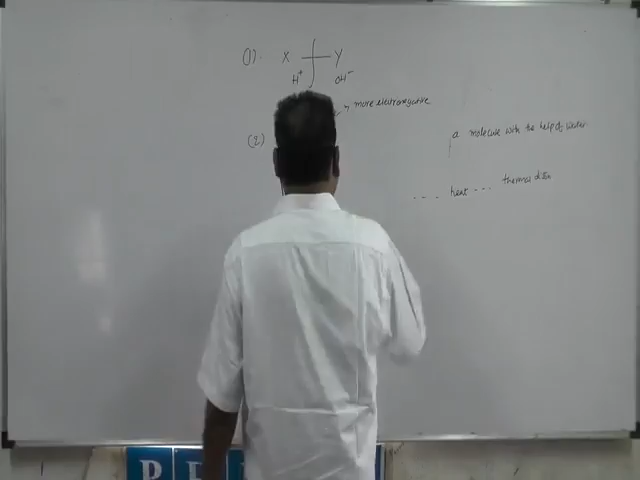 (1). X Y
H+ OH-
more electronegative
(2)
a molecule with the help of water
... heat ... thermal
P